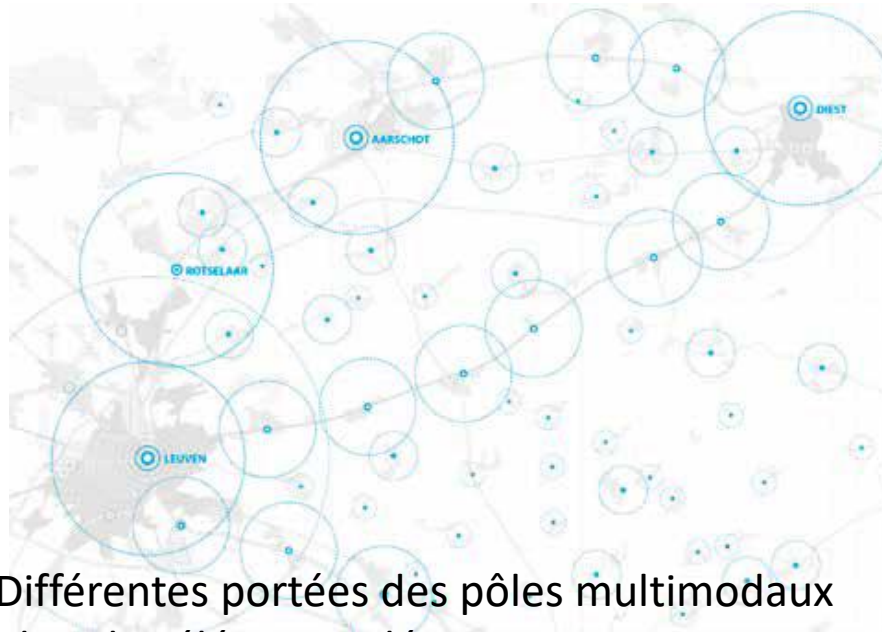 DIEST
AARSCHOT
ROTSELAAR
LEUVEN
Différentes portées des pôles multimodaux